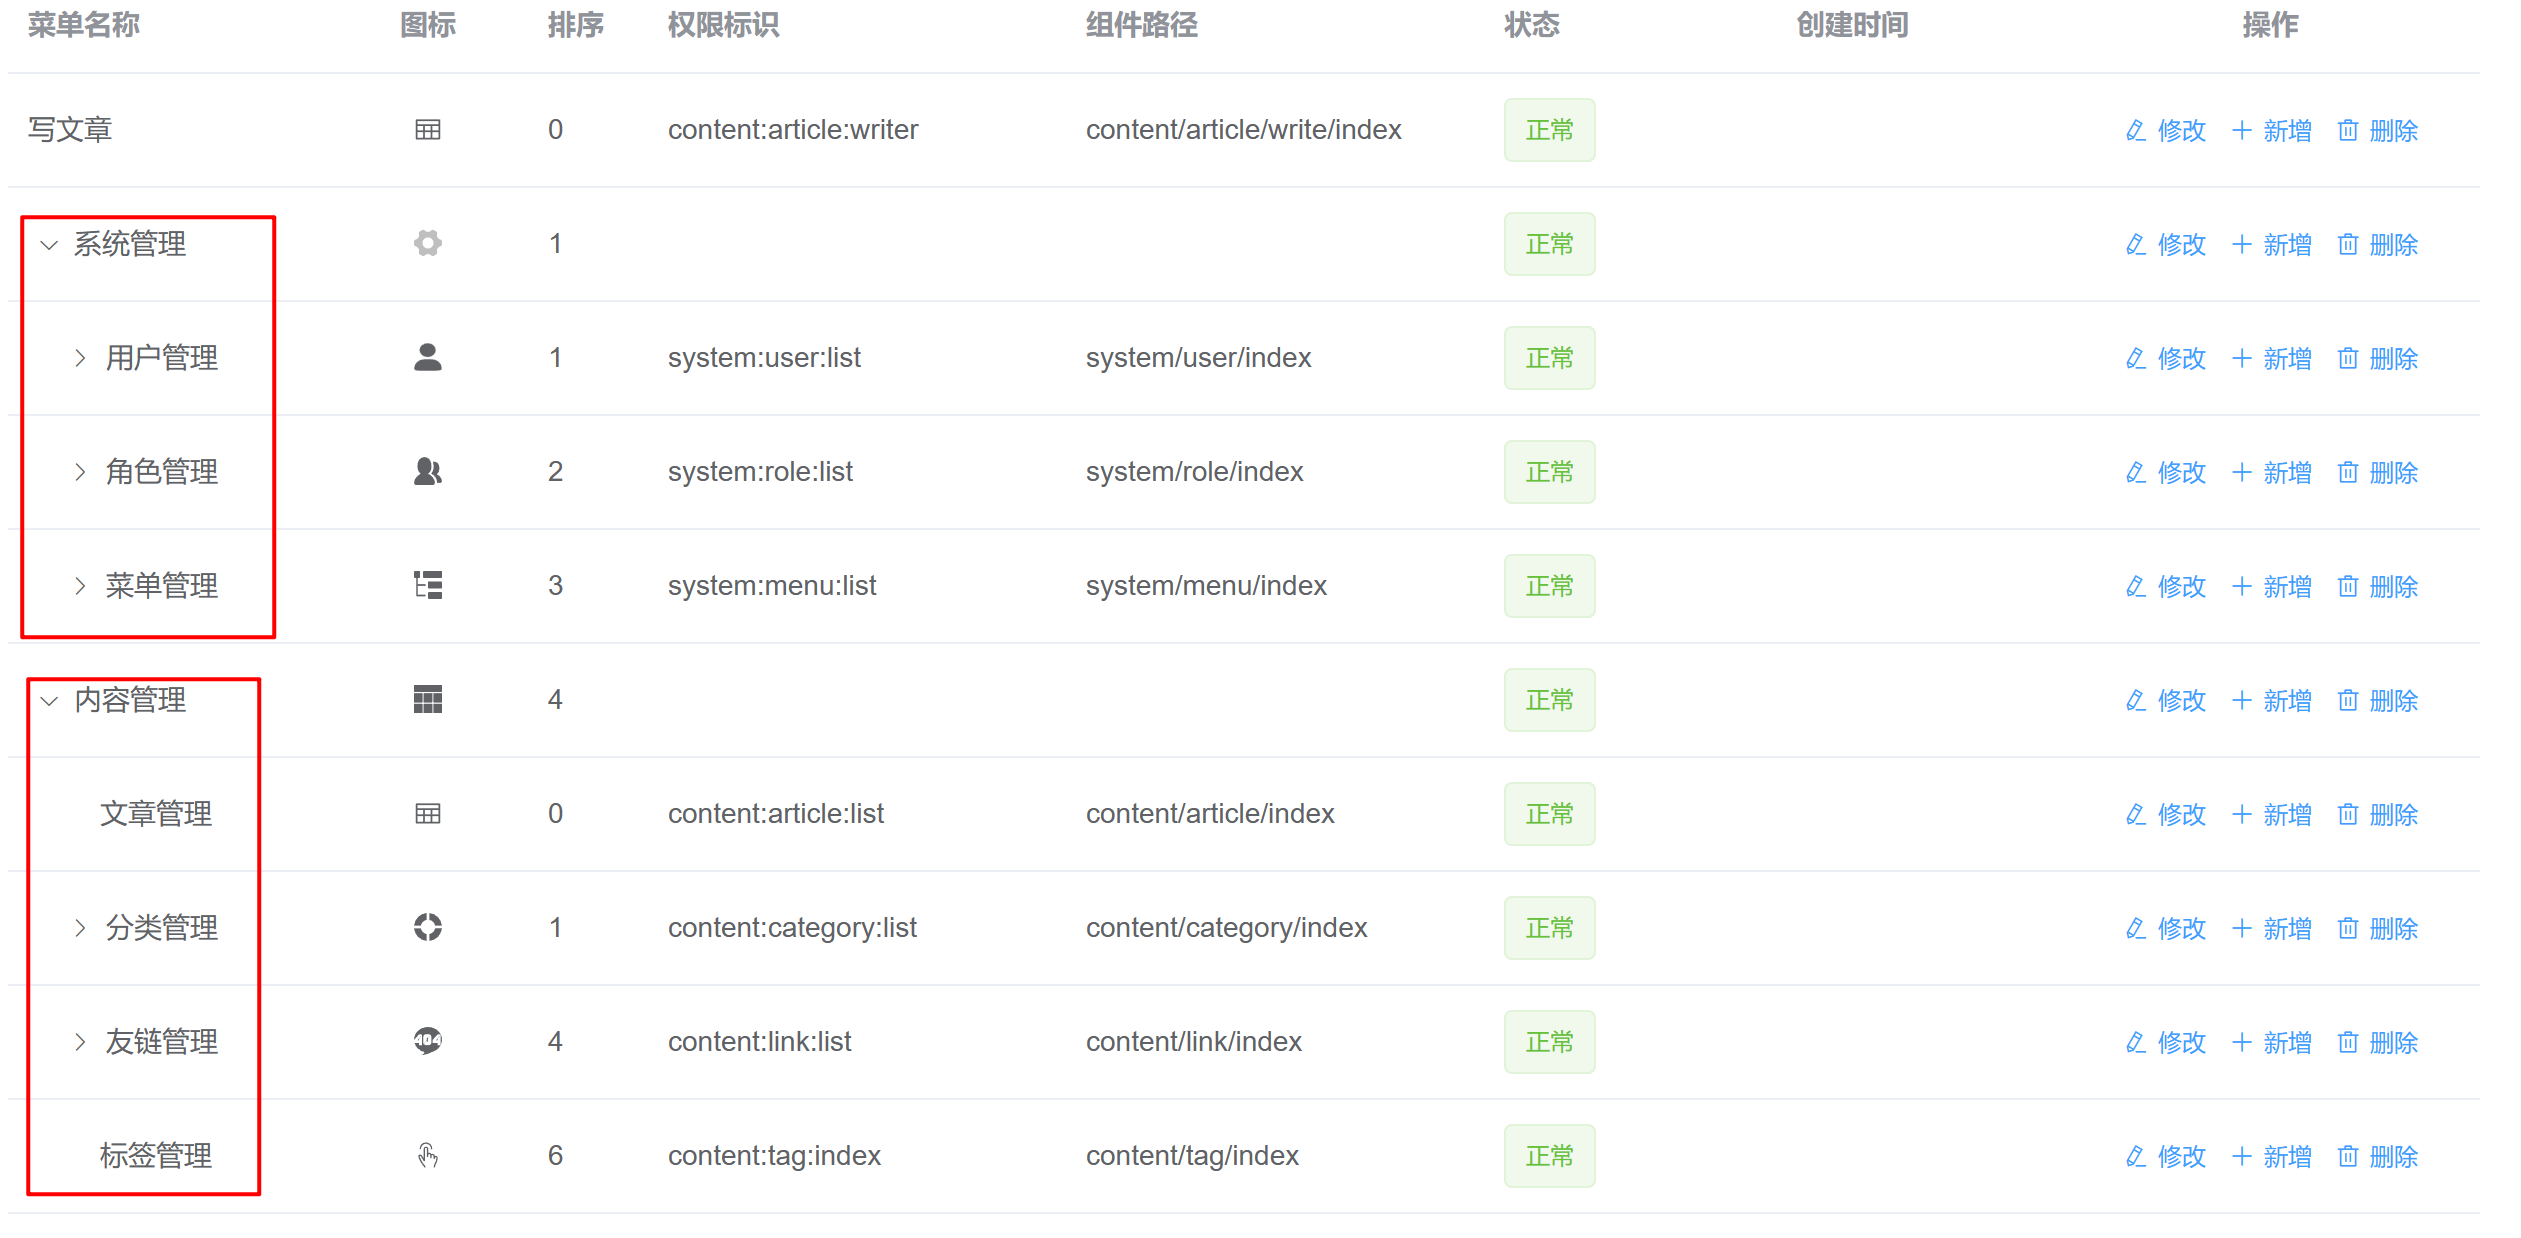 菜单名称 图标 排序 权限标识 组件路径 状态 创建时间 操作
写文章 0 content:article:writer content/article/write/index 正常 修改 新增 删除
系统管理 1 正常 修改 新增 删除
用户管理 1 system:user:list system/user/index 正常 修改 新增 删除
角色管理 2 system:role:list system/role/index 正常 修改 新增 删除
菜单管理 3 system:menu:list system/menu/index 正常 修改 新增 删除
内容管理 4 正常 修改 新增 删除
文章管理 0 content:article:list content/article/index 正常 修改 新增 删除
分类管理 1 content:category:list content/category/index 正常 修改 新增 删除
友链管理 404 4 content:link:list content/link/index 正常 修改 新增 删除
标签管理 6 content:tag:index content/tag/index 正常 修改 新增 删除